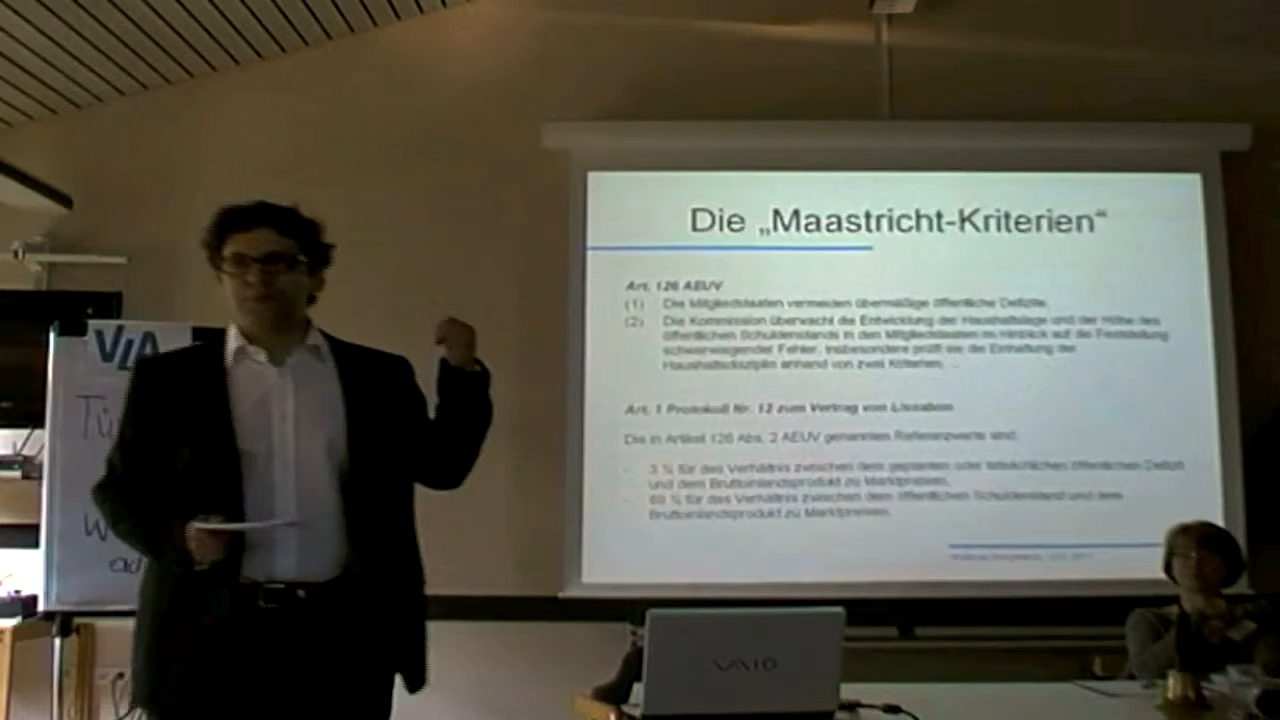 Die „Maastricht-Kriterien“
Art. 126 AEUV
(1) Die Mitgliedstaaten vermeiden übermäßige öffentliche Defizite.
(2) Die Kommission überwacht die Entwicklung der Haushaltslage und der Höhe des
öffentlichen Schuldenstands in den Mitgliedstaaten im Hinblick auf die Feststellung
schwerwiegender Fehler. Insbesondere prüft sie die Einhaltung der
Haushaltsdisziplin anhand von zwei Kriterien, ...
Art. 1 Protokoll Nr. 12 zum Vertrag von Lissabon
Die in Artikel 126 Abs. 2 AEUV genannten Referenzwerte sind:
- 3 % für das Verhältnis zwischen dem geplanten oder tatsächlichen öffentlichen Defizit
und dem Bruttoinlandsprodukt zu Marktpreisen,
- 60 % für das Verhältnis zwischen dem öffentlichen Schuldenstand und dem
Bruttoinlandsprodukt zu Marktpreisen.
VLA
Tü
W
ad
VAIO